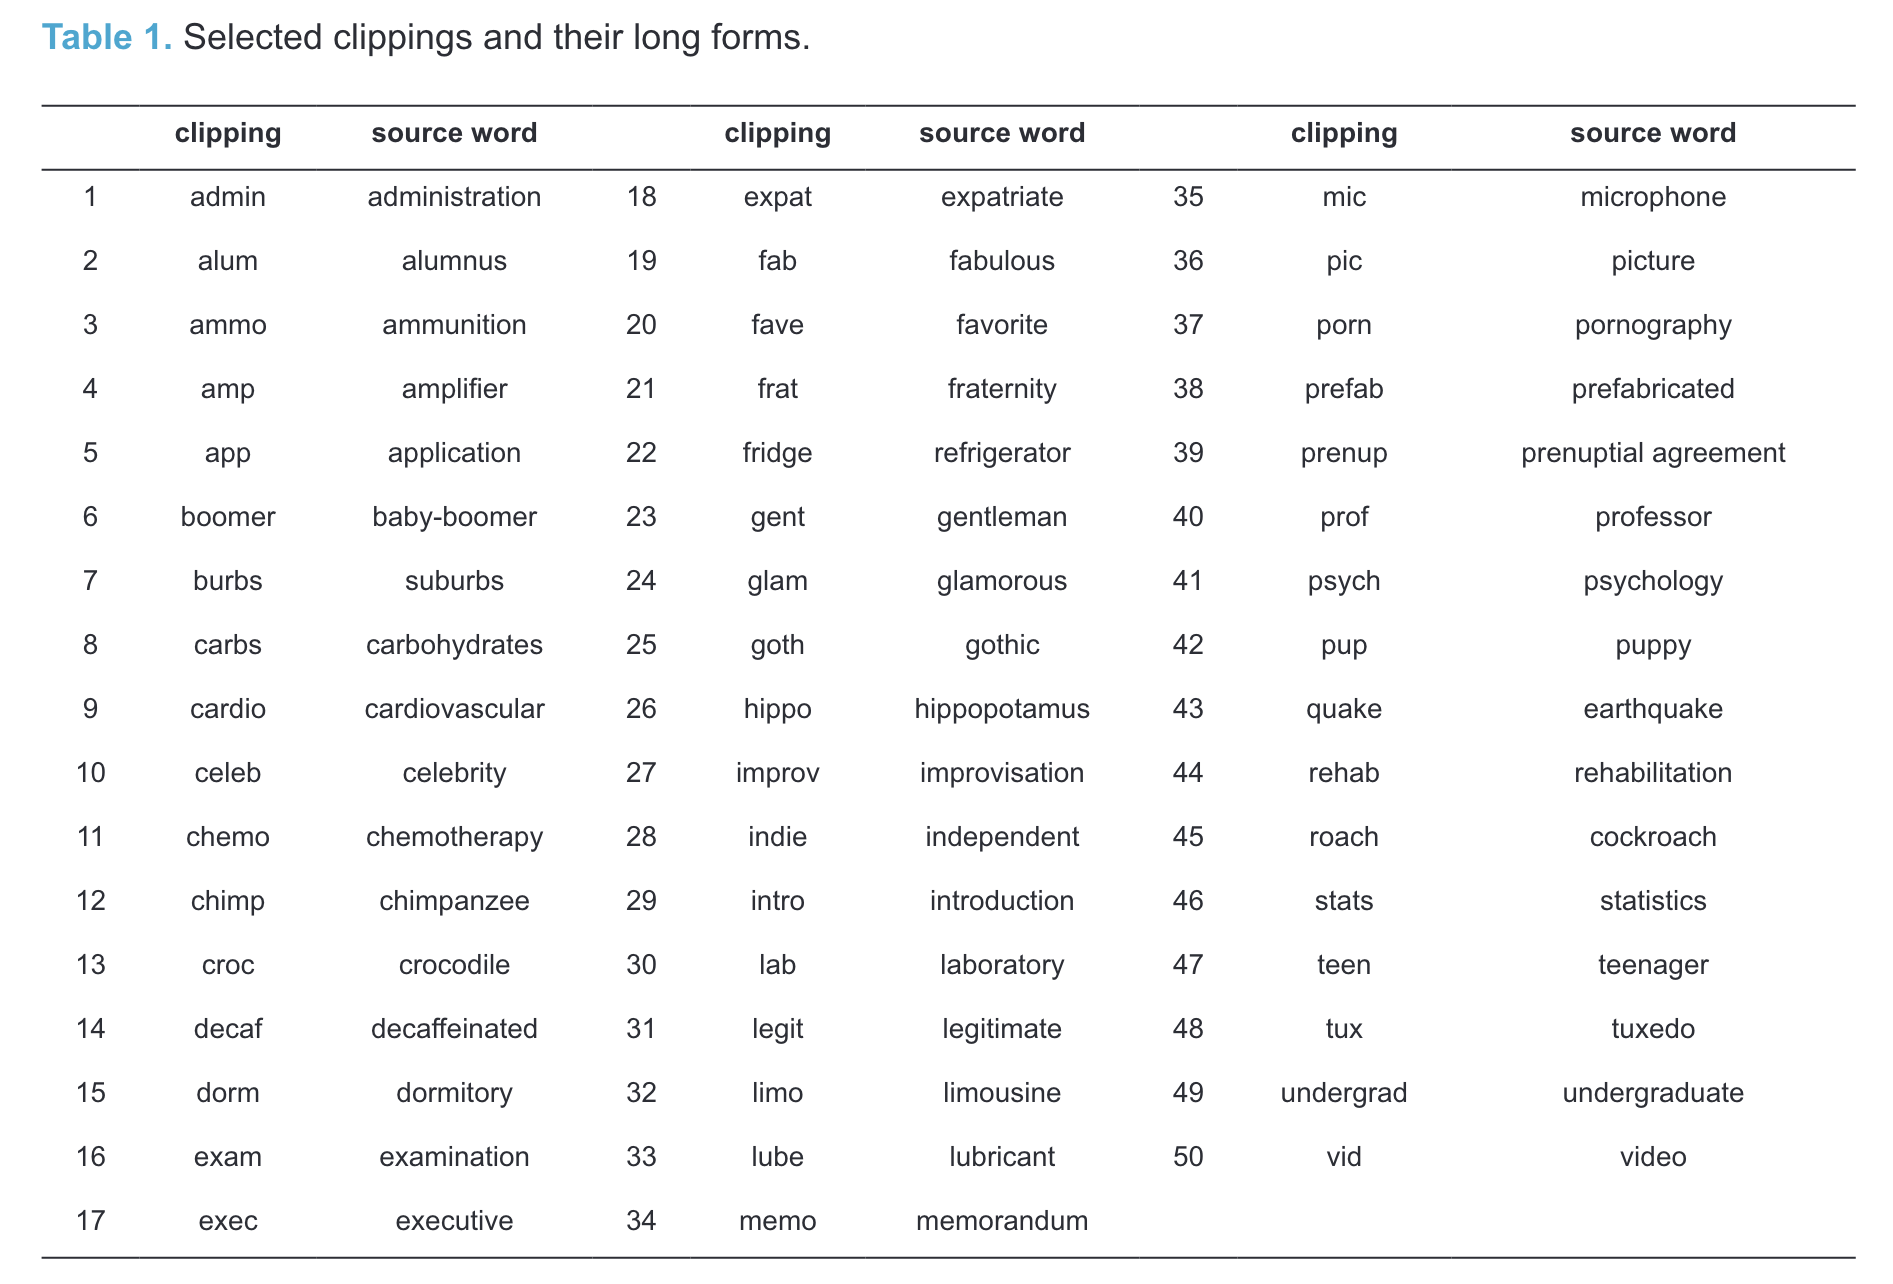 Table 1. Selected clippings and their long forms.
clipping source word clipping source word clipping source word
1 admin administration 18 expat expatriate 35 mic microphone
2 alum alumnus 19 fab fabulous 36 pic picture
3 ammo ammunition 20 fave favorite 37 porn pornography
4 amp amplifier 21 frat fraternity 38 prefab prefabricated
5 app application 22 fridge refrigerator 39 prenup prenuptial agreement
6 boomer baby-boomer 23 gent gentleman 40 prof professor
7 burbs suburbs 24 glam glamorous 41 psych psychology
8 carbs carbohydrates 25 goth gothic 42 pup puppy
9 cardio cardiovascular 26 hippo hippopotamus 43 quake earthquake
10 celeb celebrity 27 improv improvisation 44 rehab rehabilitation
11 chemo chemotherapy 28 indie independent 45 roach cockroach
12 chimp chimpanzee 29 intro introduction 46 stats statistics
13 croc crocodile 30 lab laboratory 47 teen teenager
14 decaf decaffeinated 31 legit legitimate 48 tux tuxedo
15 dorm dormitory 32 limo limousine 49 undergrad undergraduate
16 exam examination 33 lube lubricant 50 vid video
17 exec executive 34 memo memorandum